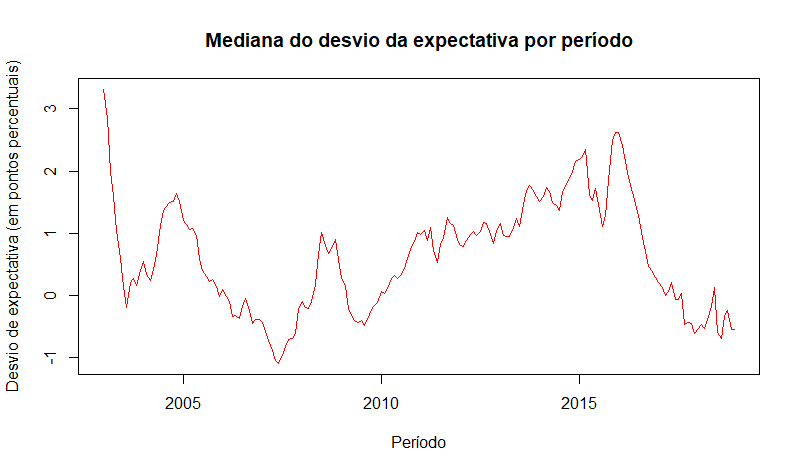 Mediana do desvio da expectativa por período
Desvio de expectativa (em pontos percentuais)
3
2
1
0
-1
2005 2010 2015
Período